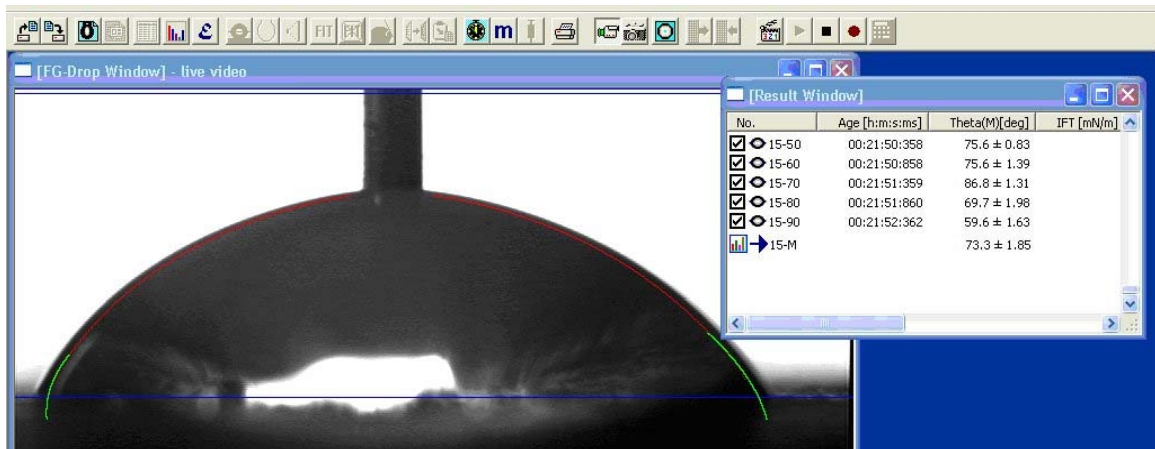 FIT
m
321
[FG-Drop Window] - live video
[Result Window]
No. Age [h:m:s:ms] Theta(M)[deg] IFT [mN/m]
15-50 00:21:50:358 75.6 ± 0.83
15-60 00:21:50:858 75.6 ± 1.39
15-70 00:21:51:359 86.8 ± 1.31
15-80 00:21:51:860 69.7 ± 1.98
15-90 00:21:52:362 59.6 ± 1.63
15-M 73.3 ± 1.85